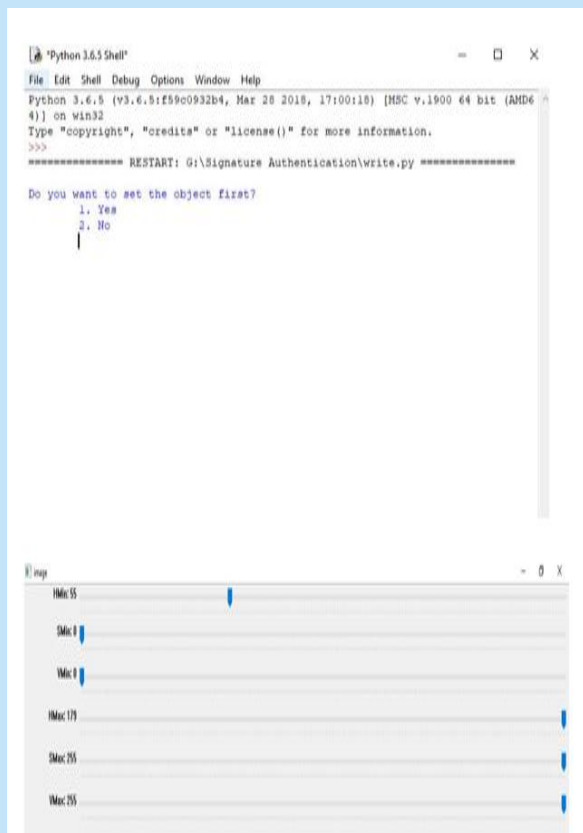 *Python 3.6.5 Shell*
File Edit Shell Debug Options Window Help
Python 3.6.5 (v3.6.5:f59c0932b4, Mar 28 2018, 17:00:18) [MSC v.1900 64 bit (AMD6
4)] on win32
Type "copyright", "credits" or "license()" for more information.
>>>
=============== RESTART: G:\Signature Authentication\write.py ===============
Do you want to set the object first?
1. Yes
2. No
image
HMin: 55
SMin: 0
VMin: 0
HMax: 179
SMax: 255
VMax: 255